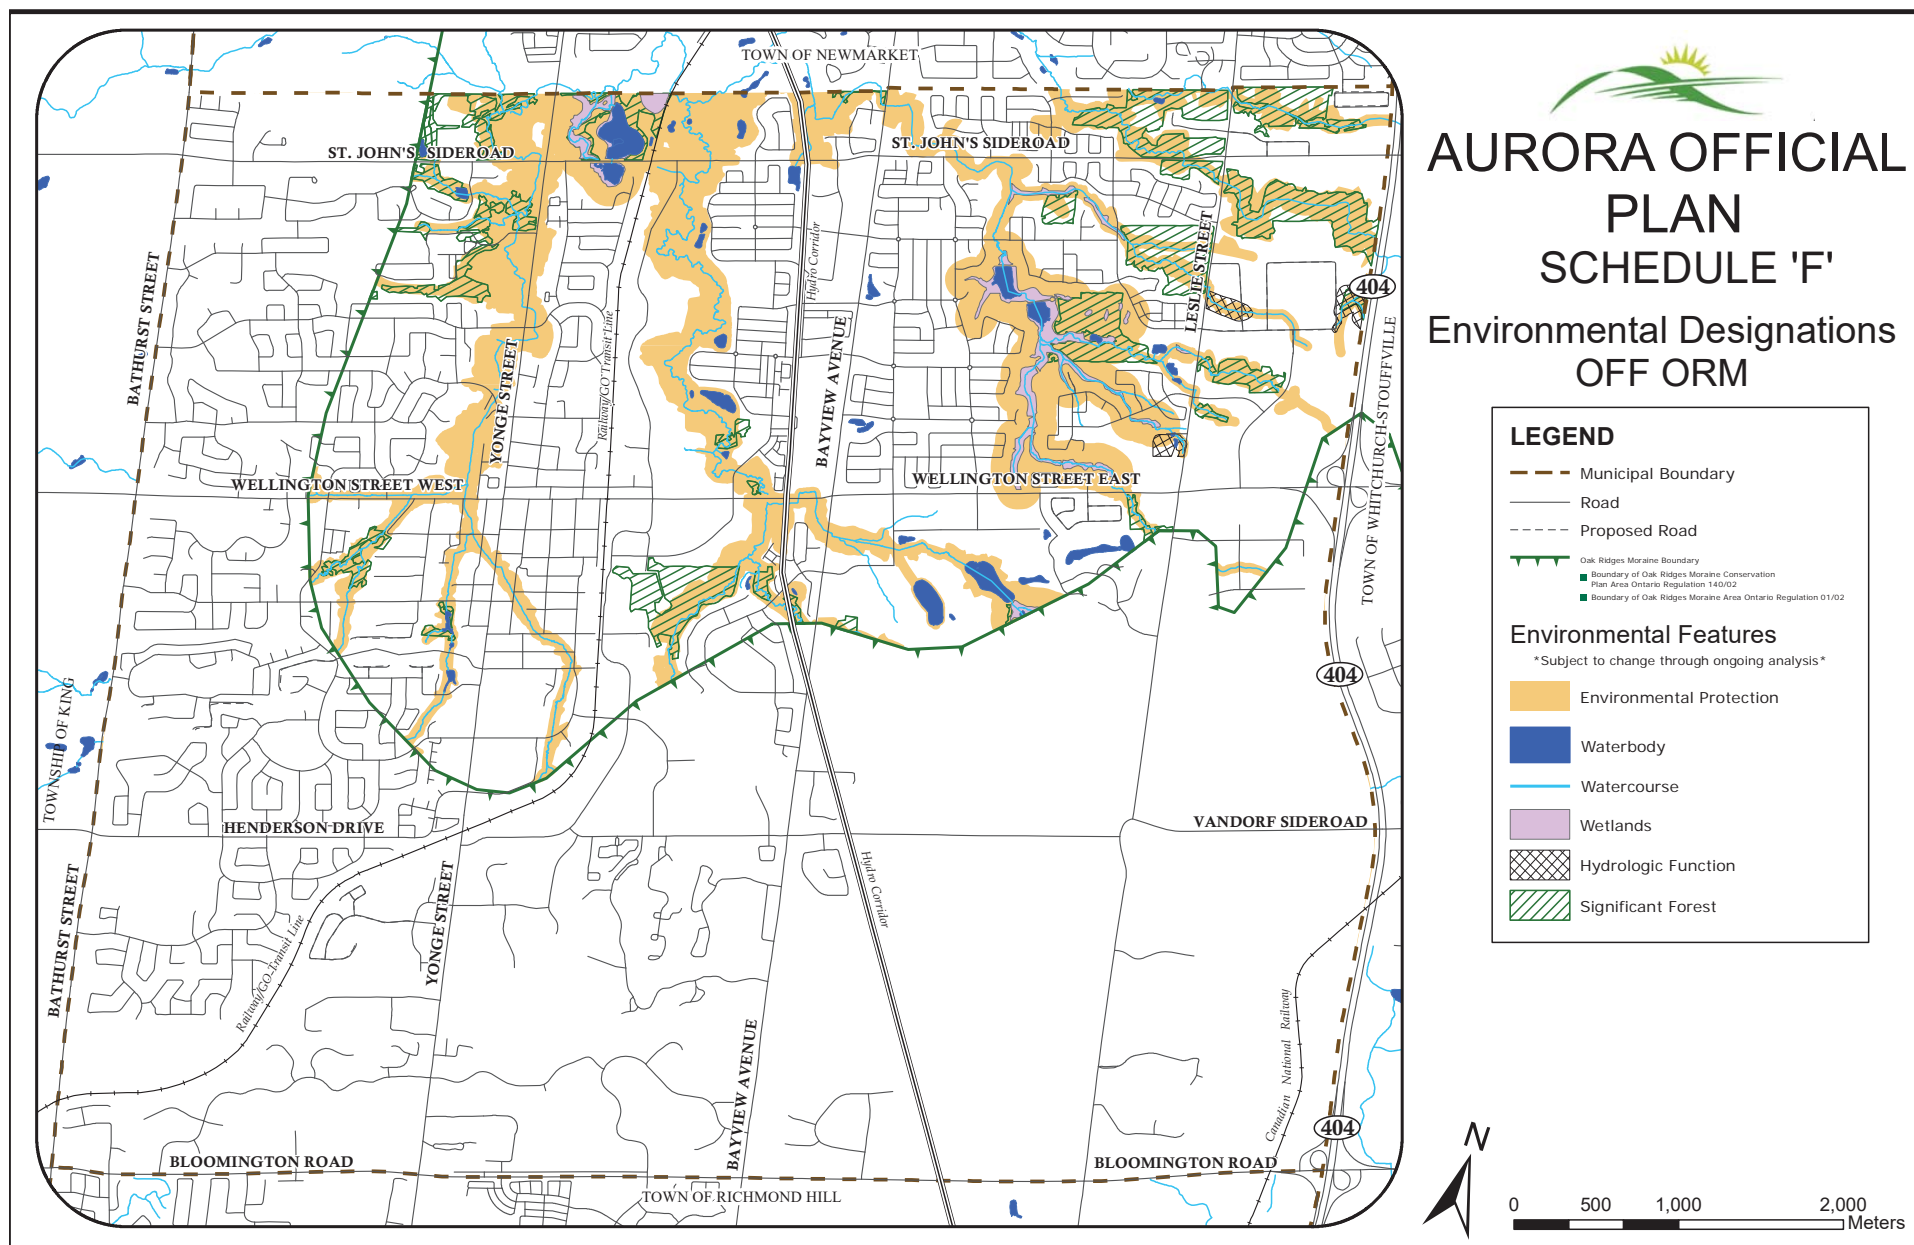 TOWN OF NEWMARKET
ST. JOHN'S SIDEROAD
ST. JOHN'S SIDEROAD
BATHURST STREET
YONGE STREET
Railway/GO Transit Line
Hydro Corridor
BAYVIEW AVENUE
LESLIE STREET
404
TOWN OF WHITCHURCH-STOUFFVILLE
WELLINGTON STREET WEST
WELLINGTON STREET EAST
404
TOWNSHIP OF KING
HENDERSON DRIVE
VANDORF SIDEROAD
BATHURST STREET
Railway/GO Transit Line
YONGE STREET
Hydro Corridor
BAYVIEW AVENUE
Canadian National Railway
404
BLOOMINGTON ROAD
BLOOMINGTON ROAD
TOWN OF RICHMOND HILL
AURORA OFFICIAL
PLAN
SCHEDULE 'F'
Environmental Designations
OFF ORM
LEGEND
Municipal Boundary
Road
Proposed Road
Oak Ridges Moraine Boundary
Boundary of Oak Ridges Moraine Conservation
Plan Area Ontario Regulation 140/02
Boundary of Oak Ridges Moraine Area Ontario Regulation 01/02
Environmental Features
*Subject to change through ongoing analysis*
Environmental Protection
Waterbody
Watercourse
Wetlands
Hydrologic Function
Significant Forest
N
0 500 1,000 2,000
Meters